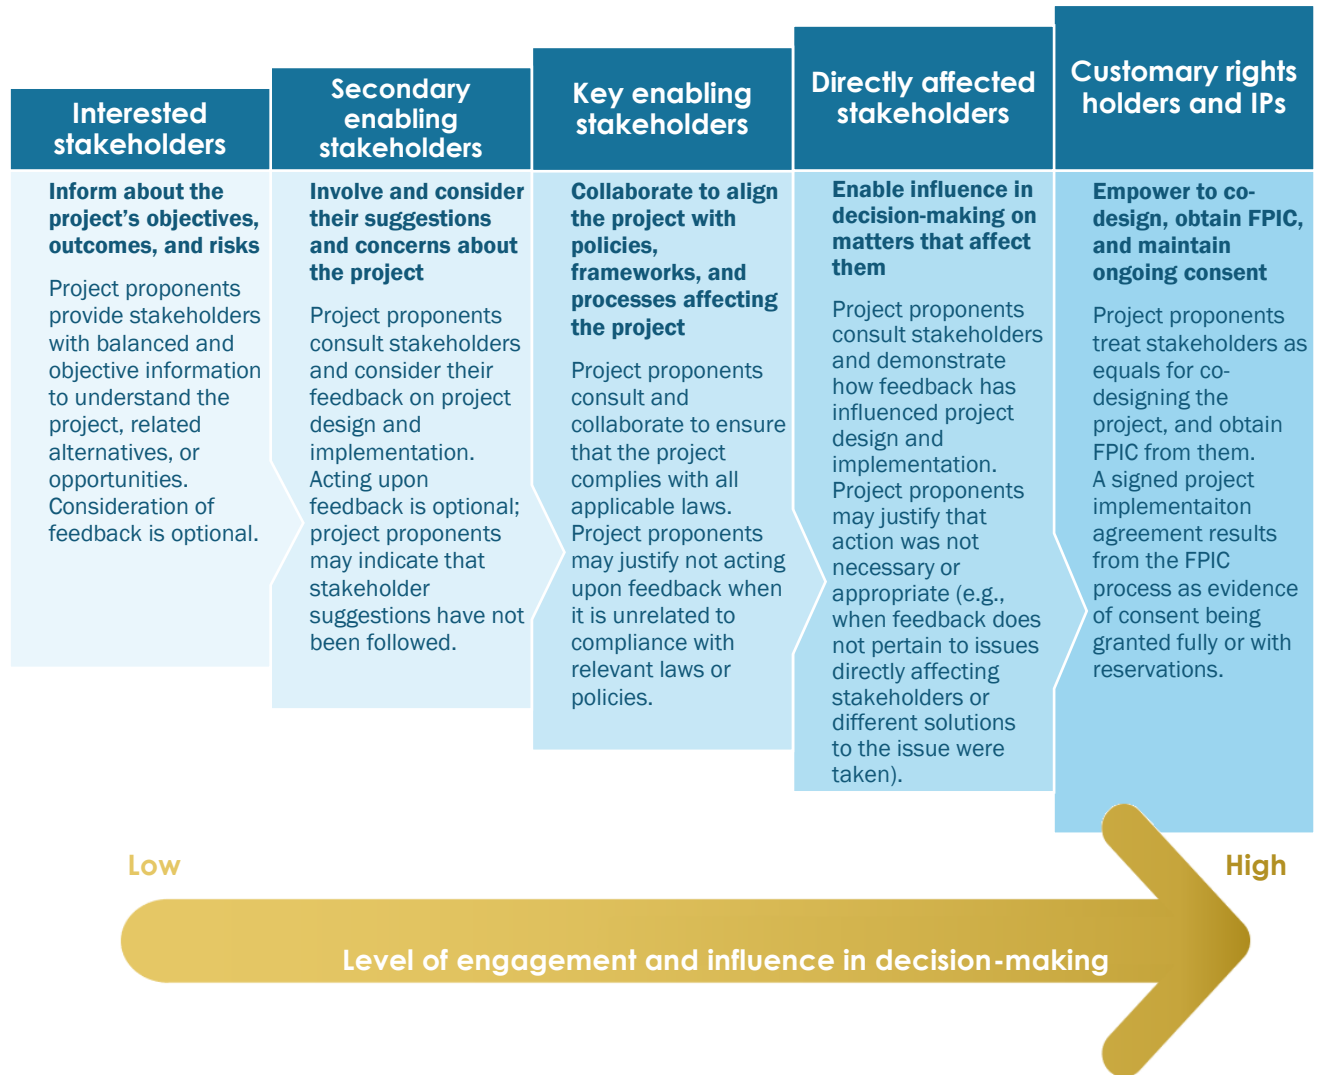 Interested
stakeholders
Inform about the
project's objectives,
outcomes, and risks
Project proponents
provide stakeholders
with balanced and
objective information
to understand the
project, related
alternatives, or
opportunities.
Consideration of
feedback is optional.
Secondary
enabling
stakeholders
Involve and consider
their suggestions
and concerns about
the project
Project proponents
consult stakeholders
and consider their
feedback on project
design and
implementation.
Acting upon
feedback is optional;
project proponents
may indicate that
stakeholder
suggestions have not
been followed.
Key enabling
stakeholders
Collaborate to align
the project with
policies,
frameworks, and
processes affecting
the project
Project proponents
consult and
collaborate to ensure
that the project
complies with all
applicable laws.
Project proponents
may justify not acting
upon feedback when
it is unrelated to
compliance with
relevant laws or
policies.
Directly affected
stakeholders
Enable influence in
decision-making on
matters that affect
them
Project proponents
consult stakeholders
and demonstrate
how feedback has
influenced project
design and
implementation.
Project proponents
may justify that
action was not
necessary or
appropriate (e.g.,
when feedback does
not pertain to issues
directly affecting
stakeholders or
different solutions
to the issue were
taken).
Customary rights
holders and IPs
Empower to co-
design, obtain FPIC,
and maintain
ongoing consent
Project proponents
treat stakeholders as
equals for co-
designing the
project, and obtain
FPIC from them.
A signed project
implementaiton
agreement results
from the FPIC
process as evidence
of consent being
granted fully or with
reservations.
Low
High
Level of engagement and influence in decision-making